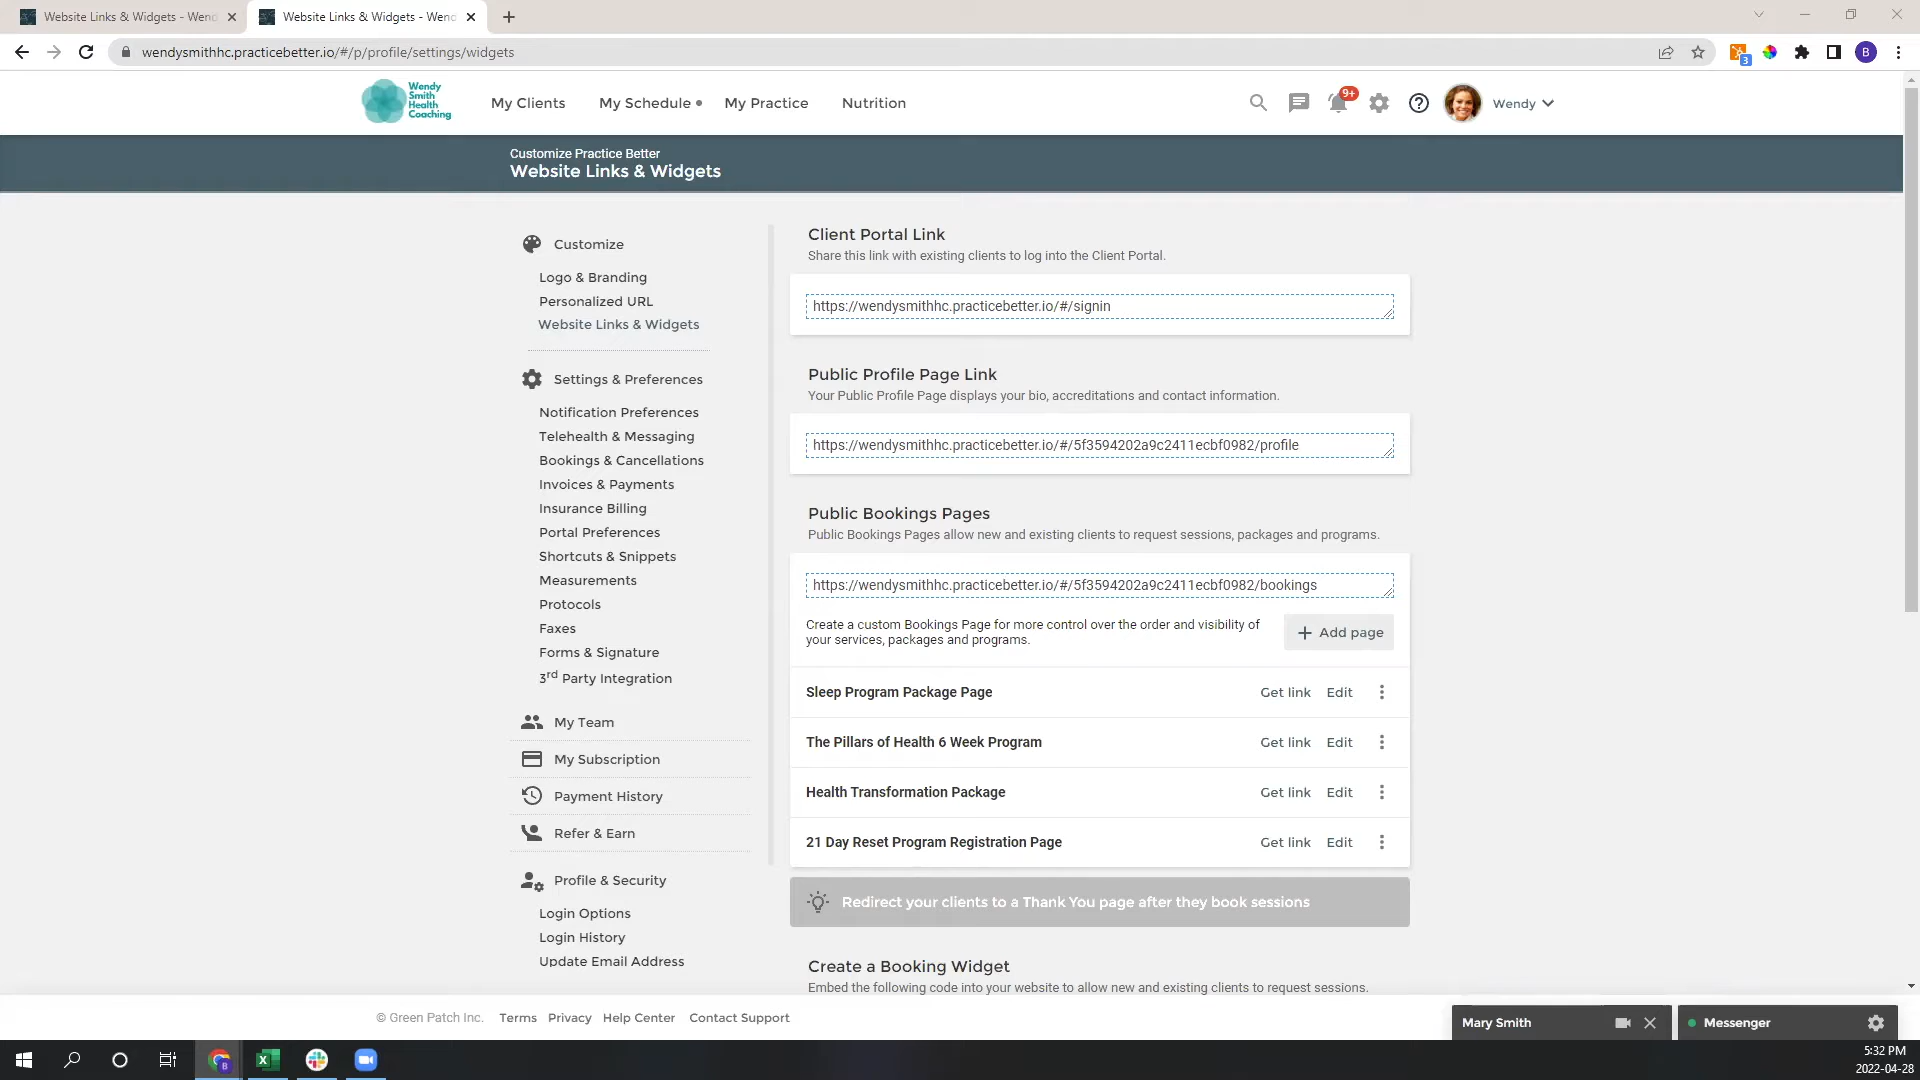 Website Links & Widgets - Wend
Website Links & Widgets - Wend
wendysmithhc.practicebetter.io/#/p/profile/settings/widgets
3
B
Wendy
Smith
Health
Coaching
My Clients
My Schedule
My Practice
Nutrition
9+
Wendy
Customize Practice Better
Website Links & Widgets
Customize
Logo & Branding
Personalized URL
Website Links & Widgets
Settings & Preferences
Notification Preferences
Telehealth & Messaging
Bookings & Cancellations
Invoices & Payments
Insurance Billing
Portal Preferences
Shortcuts & Snippets
Measurements
Protocols
Faxes
Forms & Signature
3rd Party Integration
My Team
My Subscription
Payment History
Refer & Earn
Profile & Security
Login Options
Login History
Update Email Address
Client Portal Link
Share this link with existing clients to log into the Client Portal.
https://wendysmithhc.practicebetter.io/#/signin
Public Profile Page Link
Your Public Profile Page displays your bio, accreditations and contact information.
https://wendysmithhc.practicebetter.io/#/5f3594202a9c2411ecbf0982/profile
Public Bookings Pages
Public Bookings Pages allow new and existing clients to request sessions, packages and programs.
https://wendysmithhc.practicebetter.io/#/5f3594202a9c2411ecbf0982/bookings
Create a custom Bookings Page for more control over the order and visibility of
your services, packages and programs.
+ Add page
Sleep Program Package Page Get link Edit
The Pillars of Health 6 Week Program Get link Edit
Health Transformation Package Get link Edit
21 Day Reset Program Registration Page Get link Edit
Redirect your clients to a Thank You page after they book sessions
Create a Booking Widget
Embed the following code into your website to allow new and existing clients to request sessions.
© Green Patch Inc. Terms Privacy Help Center Contact Support
Mary Smith
Messenger
5:32 PM
2022-04-28